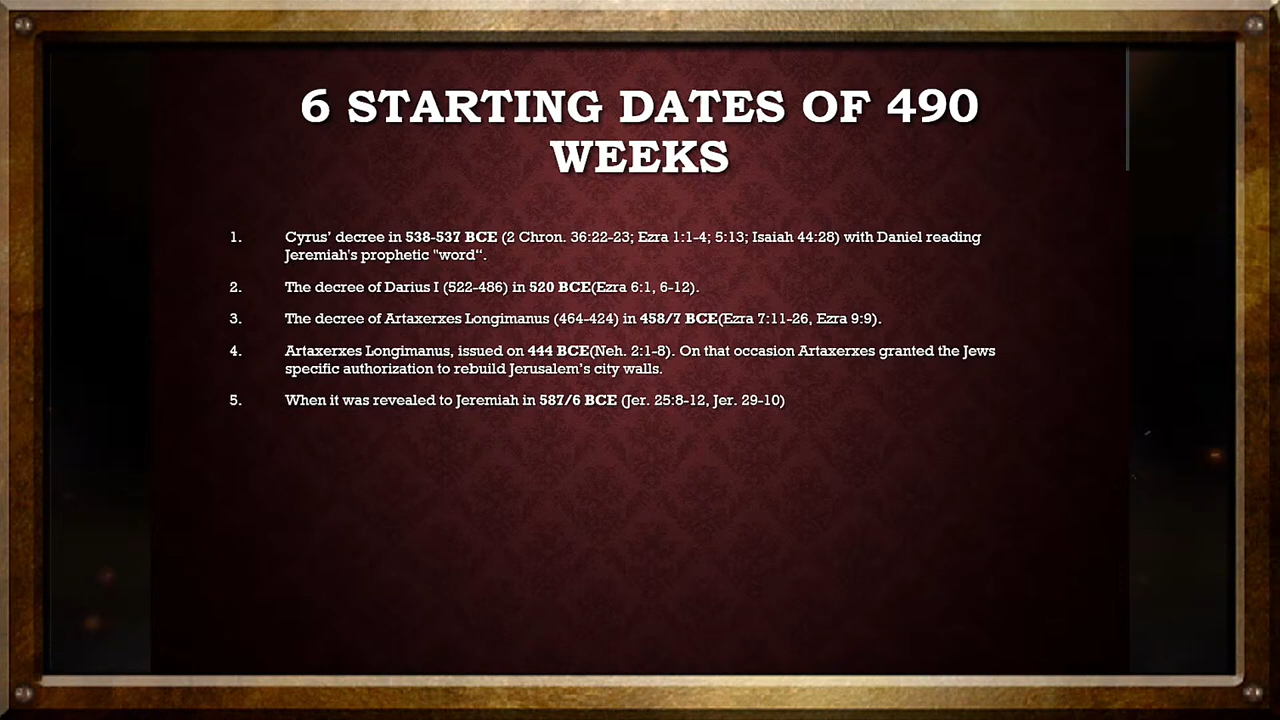 6 STARTING DATES OF 490
WEEKS
1. Cyrus' decree in 538-537 BCE (2 Chron. 36:22-23; Ezra 1:1-4; 5:13; Isaiah 44:28) with Daniel reading
Jeremiah's prophetic "word“.
2. The decree of Darius I (522-486) in 520 BCE(Ezra 6:1, 6-12).
3. The decree of Artaxerxes Longimanus (464-424) in 458/7 BCE(Ezra 7:11-26, Ezra 9:9).
4. Artaxerxes Longimanus, issued on 444 BCE(Neh. 2:1-8). On that occasion Artaxerxes granted the Jews
specific authorization to rebuild Jerusalem's city walls.
5. When it was revealed to Jeremiah in 587/6 BCE (Jer. 25:8-12, Jer. 29-10)